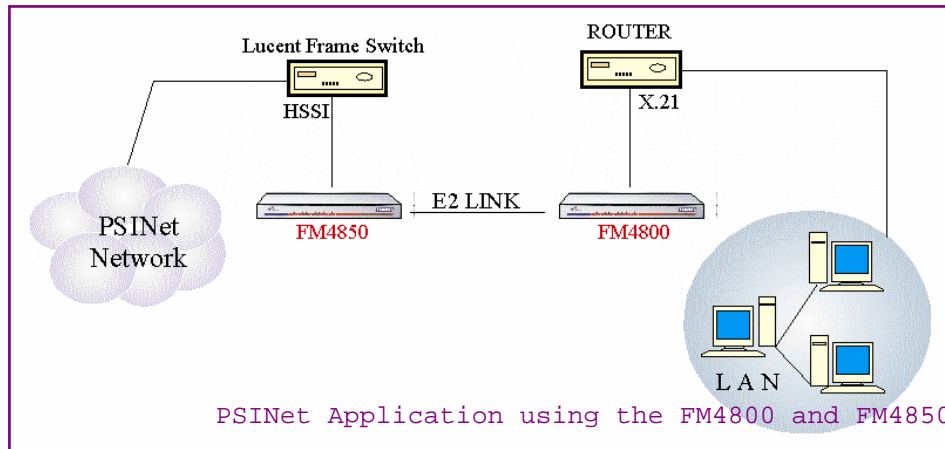 ROUTER
Lucent Frame Switch
HSSI
X.21
PSINet
Network
E2 LINK
FM4850
FM4800
L A N
PSINet Application using the FM4800 and FM4850